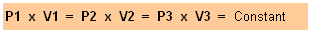 P1 x V1 = P2 x V2 = P3 x V3 = Constant